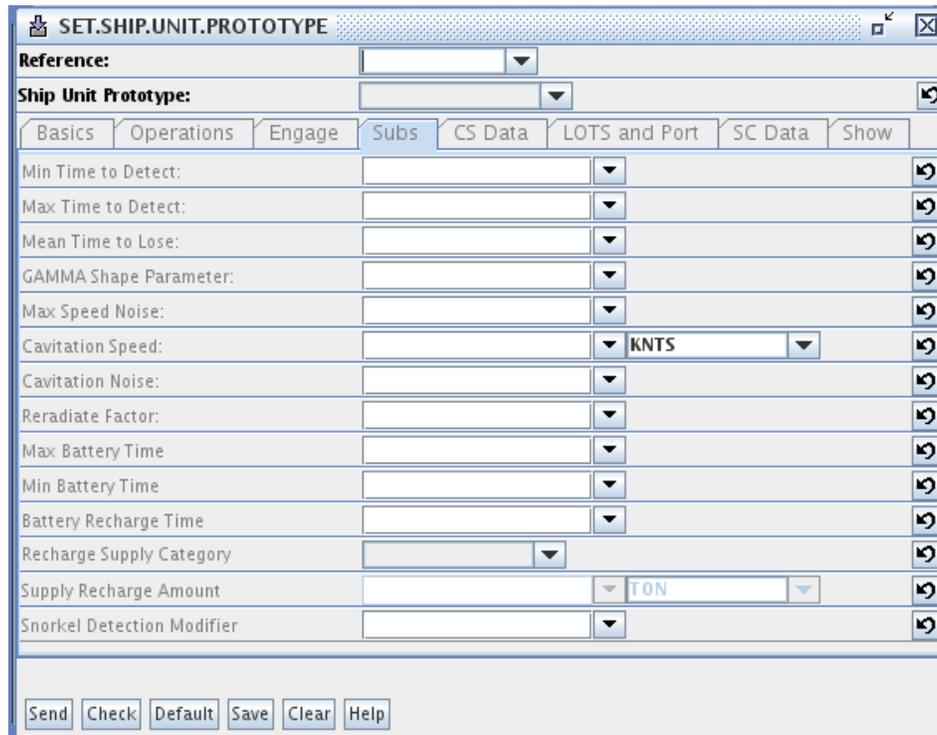 SET.SHIP.UNIT.PROTOTYPE
Reference:
Ship Unit Prototype:
Basics Operations Engage Subs CS Data LOTS and Port SC Data Show
Min Time to Detect:
Max Time to Detect:
Mean Time to Lose:
GAMMA Shape Parameter:
Max Speed Noise:
Cavitation Speed: KNTS
Cavitation Noise:
Reradiate Factor:
Max Battery Time
Min Battery Time
Battery Recharge Time
Recharge Supply Category
Supply Recharge Amount TON
Snorkel Detection Modifier
Send Check Default Save Clear Help